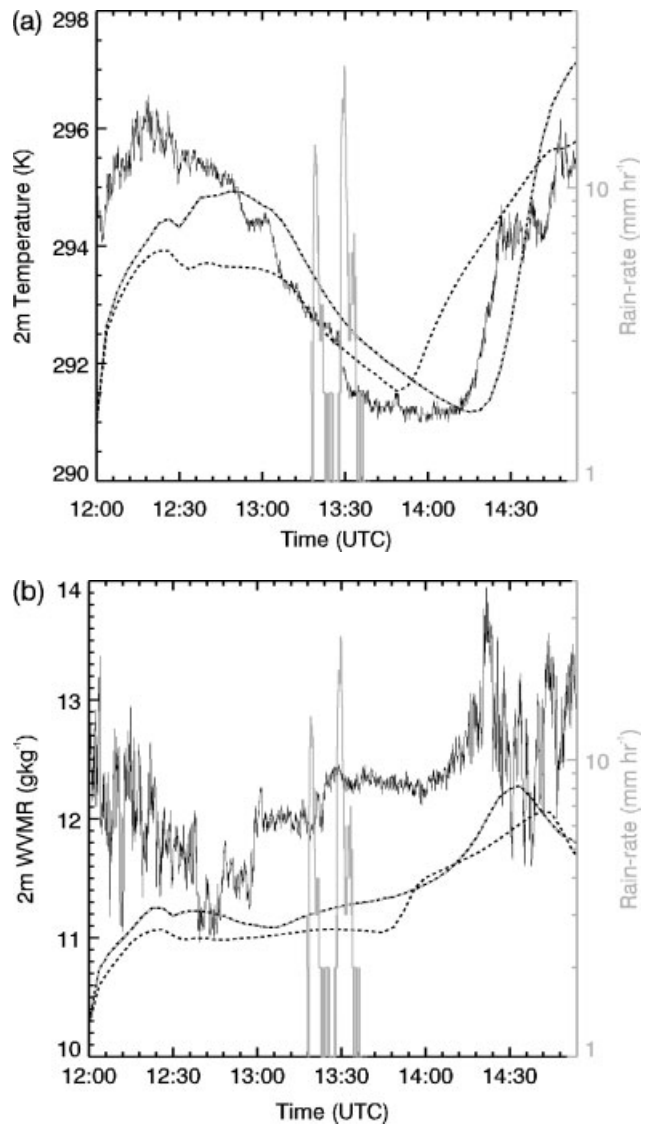 (a)
298
296
294
292
290
2m Temperature (K)
10
1
Rain-rate (mm hr⁻¹)
12:00 12:30 13:00 13:30 14:00 14:30
Time (UTC)
(b)
14
13
12
11
10
2m WVMR (gkg⁻¹)
10
1
Rain-rate (mm hr⁻¹)
12:00 12:30 13:00 13:30 14:00 14:30
Time (UTC)